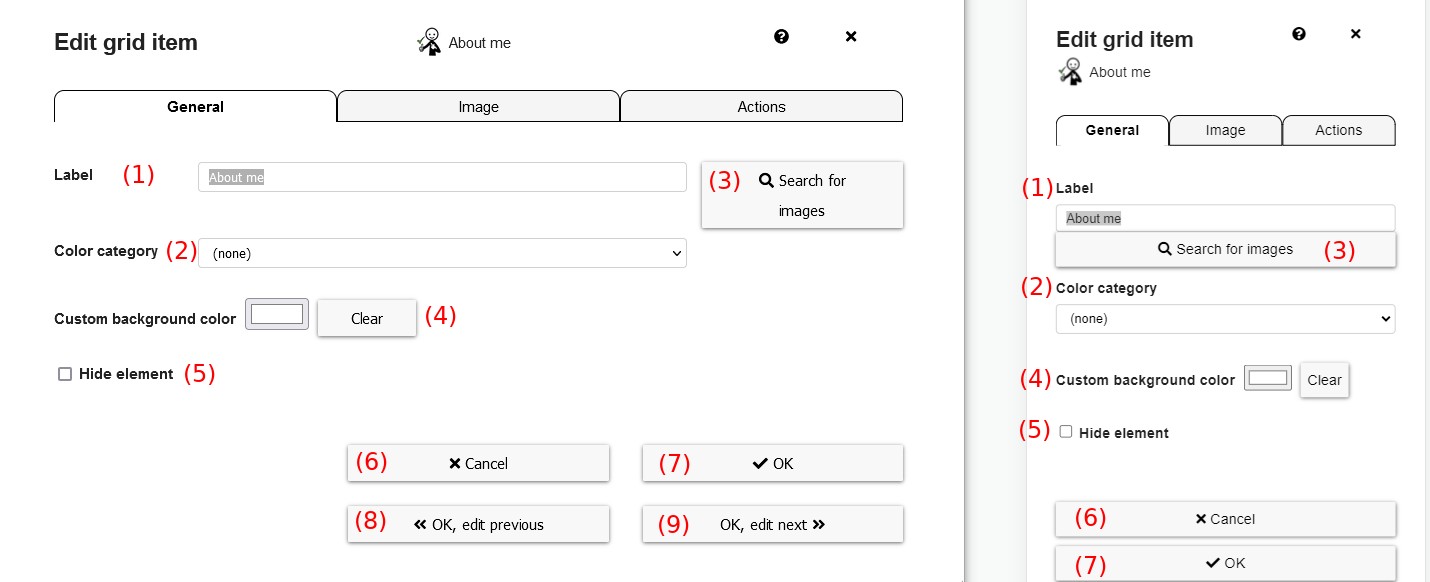 Edit grid item
About me
General
Image
Actions
Label (1) About me
(3) Search for
images
Color category (2) (none)
Custom background color Clear (4)
Hide element (5)
(6) Cancel
(7) OK
(8) OK, edit previous
(9) OK, edit next
Edit grid item
About me
General
Image
Actions
(1) Label
About me
Search for images (3)
(2) Color category
(none)
(4) Custom background color Clear
(5) Hide element
(6) Cancel
(7) OK